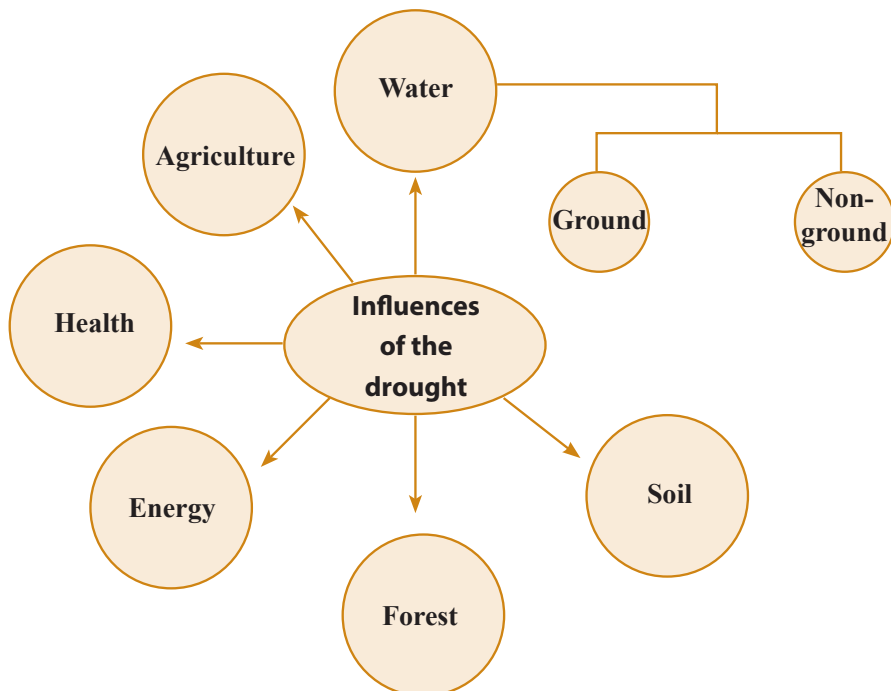 Water
Agriculture
Ground
Non-
ground
Influences
of the
drought
Health
Soil
Energy
Forest